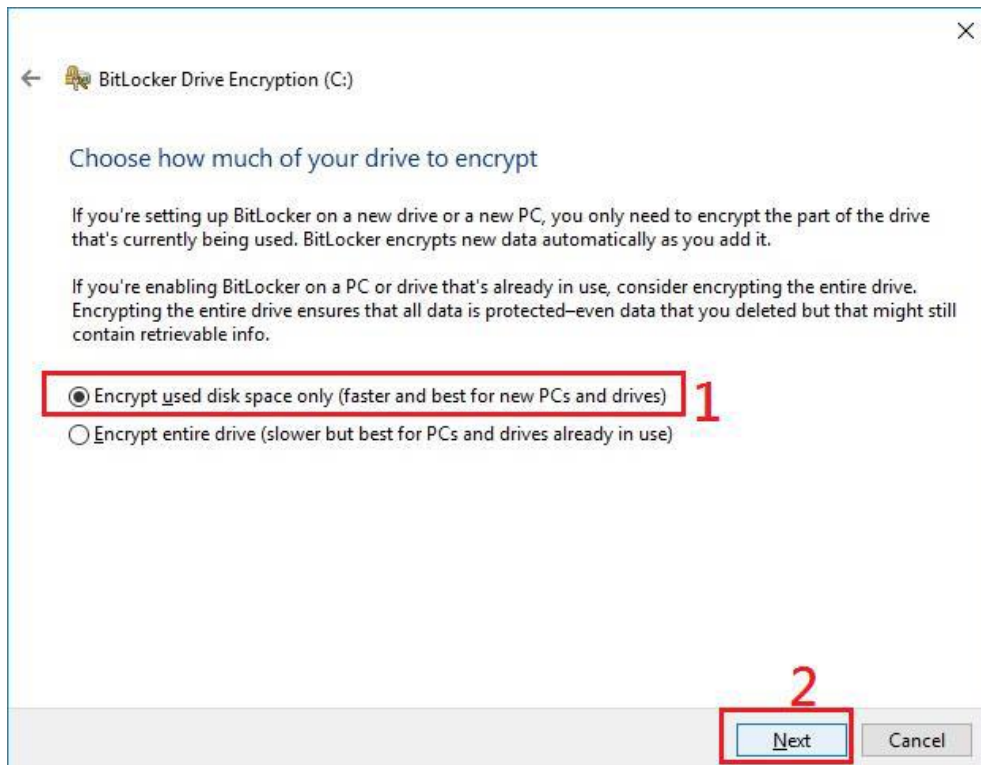 BitLocker Drive Encryption (C:)
Choose how much of your drive to encrypt
If you're setting up BitLocker on a new drive or a new PC, you only need to encrypt the part of the drive
that's currently being used. BitLocker encrypts new data automatically as you add it.
If you're enabling BitLocker on a PC or drive that's already in use, consider encrypting the entire drive.
Encrypting the entire drive ensures that all data is protected–even data that you deleted but that might still
contain retrievable info.
Encrypt used disk space only (faster and best for new PCs and drives) 1
Encrypt entire drive (slower but best for PCs and drives already in use)
2
Next Cancel